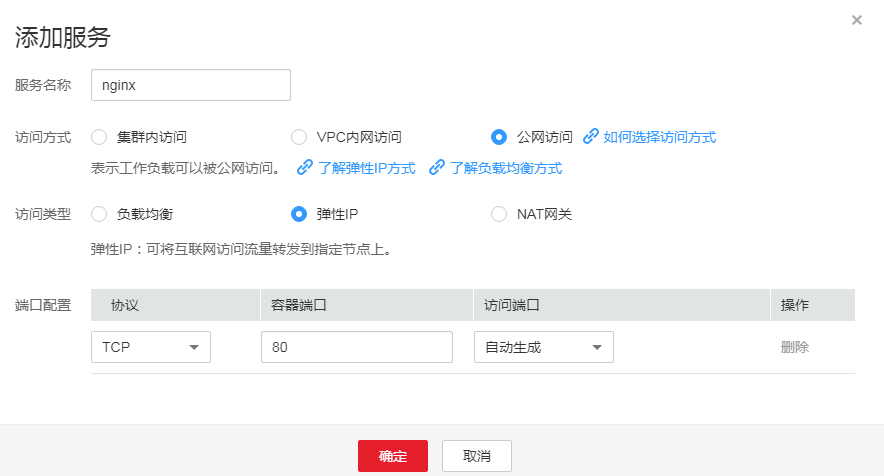 添加服务
×
服务名称 nginx
访问方式 集群内访问 VPC内网访问 公网访问 如何选择访问方式
表示工作负载可以被公网访问。 了解弹性IP方式 了解负载均衡方式
访问类型 负载均衡 弹性IP NAT网关
弹性IP：可将互联网访问流量转发到指定节点上。
端口配置 协议 容器端口 访问端口 操作
TCP 80 自动生成 删除
确定 取消